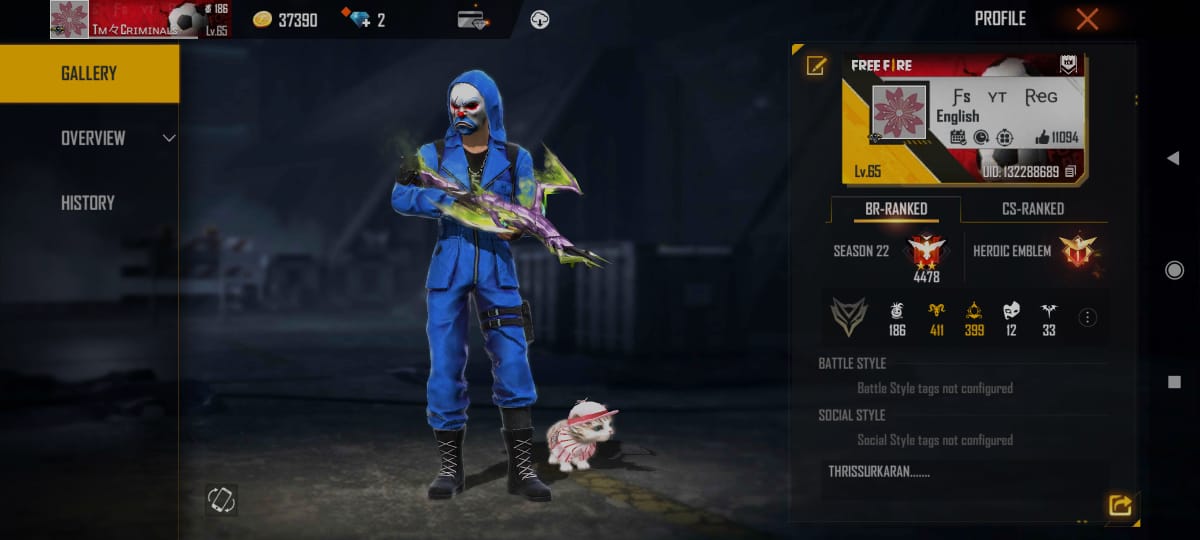 186
TM々CRIMINALS
Lv.65
37390
2
PROFILE
GALLERY
OVERVIEW
HISTORY
FREE FIRE
Fs YT ReG
English
11094
Lv.65
UID: 132288689
BR-RANKED
CS-RANKED
SEASON 22
4478
HEROIC EMBLEM
186
411
399
12
33
BATTLE STYLE
Battle Style tags not configured
SOCIAL STYLE
Social Style tags not configured
THRISSURKARAN.......